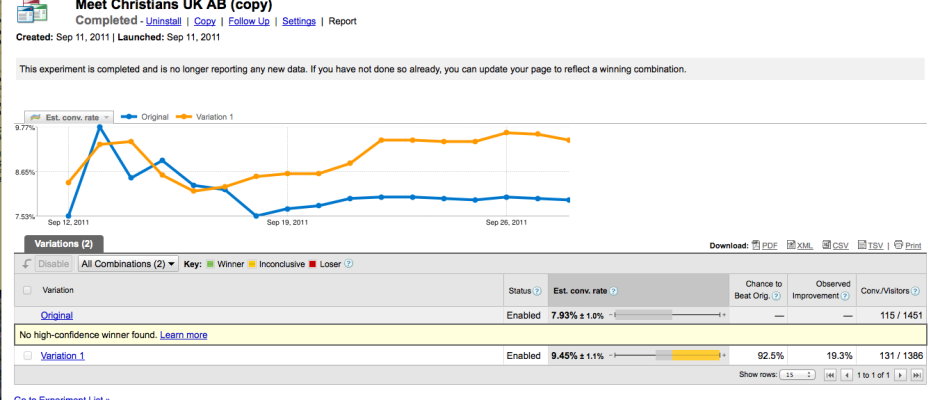 Meet Christians UK AB (copy)
Completed - Uninstall | Copy | Follow Up | Settings | Report
Created: Sep 11, 2011 | Launched: Sep 11, 2011
This experiment is completed and is no longer reporting any new data. If you have not done so already, you can update your page to reflect a winning combination.
Est. conv. rate Original Variation 1
9.77%
8.65%
7.53%
Sep 12, 2011 Sep 19, 2011 Sep 26, 2011
Variations (2) Download: PDF XML CSV TSV | Print
Disable All Combinations (2) Key: Winner Inconclusive Loser ?
Variation Status ? Est. conv. rate ? Chance to Beat Orig. ? Observed Improvement ? Conv./Visitors ?
Original Enabled 7.93% ± 1.0% - + — — 115 / 1451
No high-confidence winner found. Learn more
Variation 1 Enabled 9.45% ± 1.1% - + 92.5% 19.3% 131 / 1386
Show rows: 15 1 to 1 of 1
Go to Experiment List »